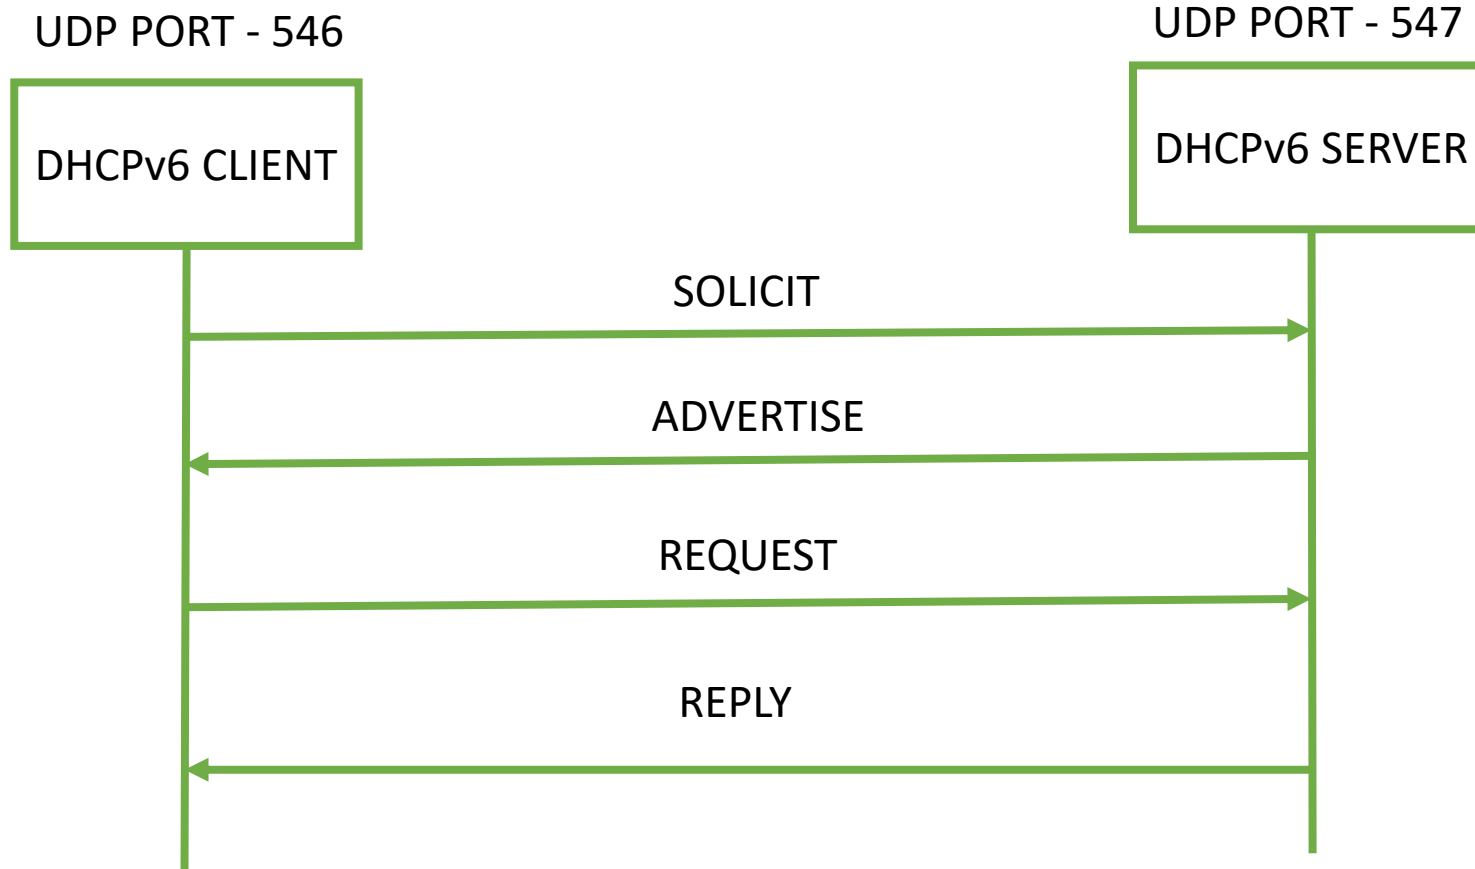 UDP PORT - 546
UDP PORT - 547
DHCPv6 CLIENT
DHCPv6 SERVER
SOLICIT
ADVERTISE
REQUEST
REPLY